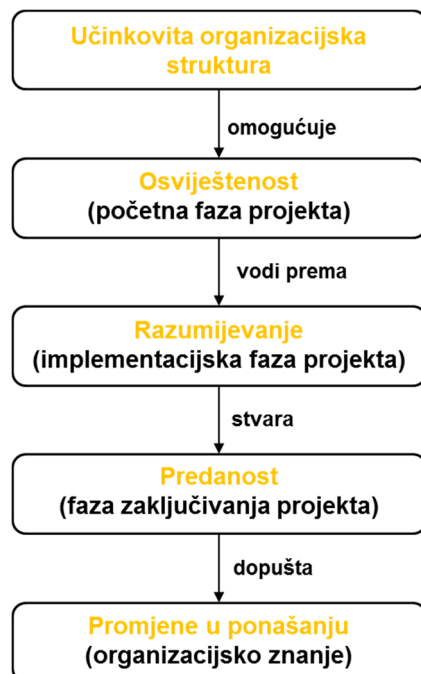 Učinkovita organizacijska
struktura
omogućuje
Osviještenost
(početna faza projekta)
vodi prema
Razumijevanje
(implementacijska faza projekta)
stvara
Predanost
(faza zaključivanja projekta)
dopušta
Promjene u ponašanju
(organizacijsko znanje)